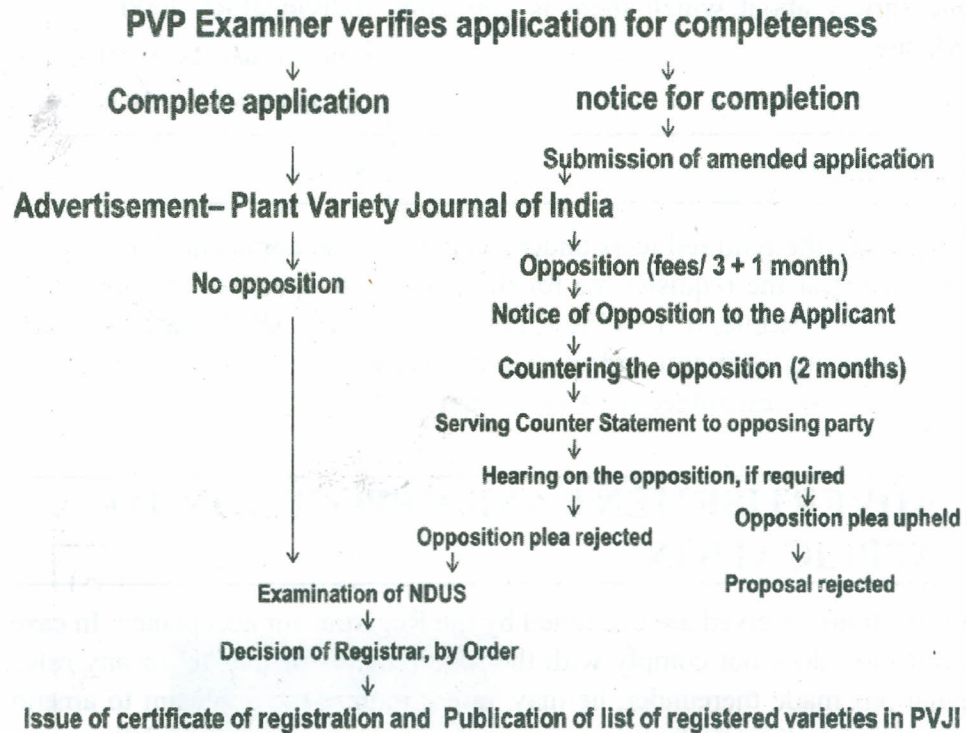 PVP Examiner verifies application for completeness
Complete application
notice for completion
Submission of amended application
Advertisement– Plant Variety Journal of India
No opposition
Opposition (fees/ 3 + 1 month)
Notice of Opposition to the Applicant
Countering the opposition (2 months)
Serving Counter Statement to opposing party
Hearing on the opposition, if required
Opposition plea rejected
Opposition plea upheld
Proposal rejected
Examination of NDUS
Decision of Registrar, by Order
Issue of certificate of registration and Publication of list of registered varieties in PVJI